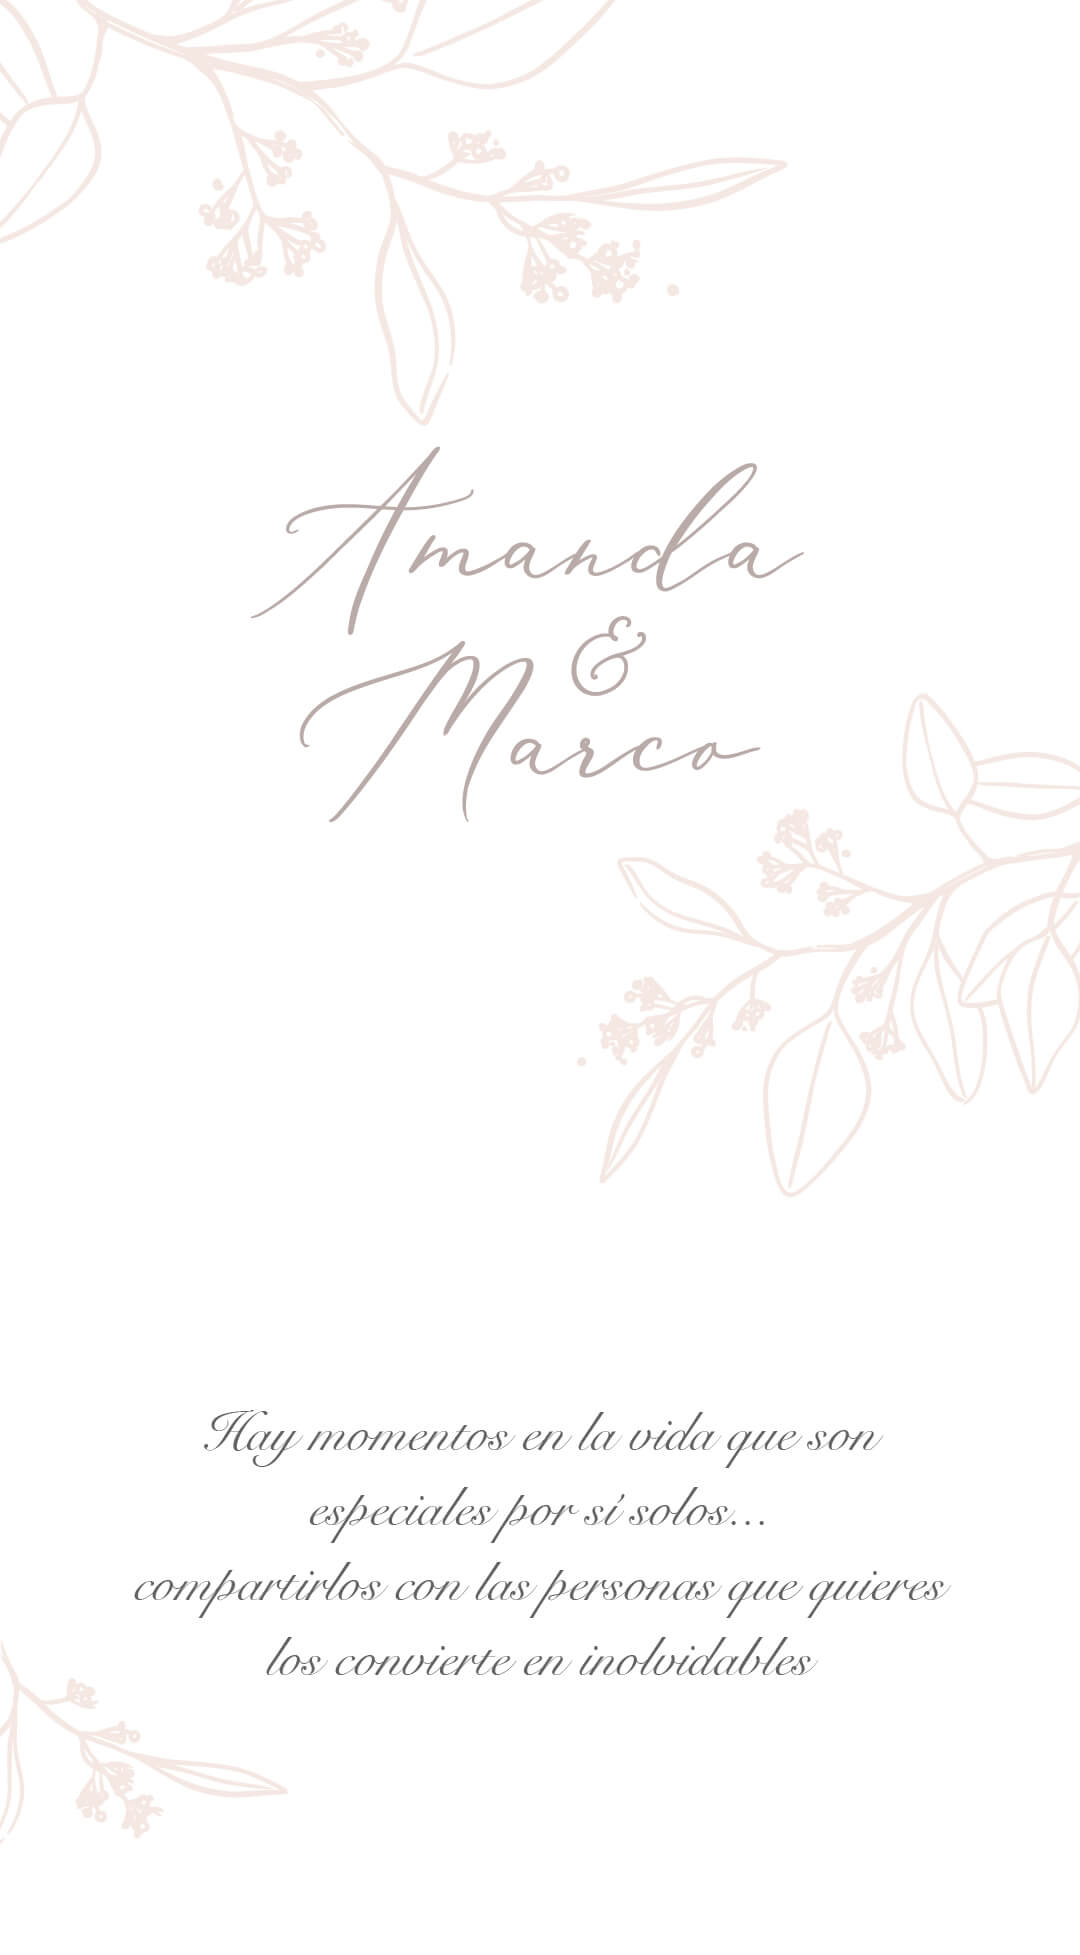 Amanda
&
Marco
Hay momentos en la vida que son
especiales por sí solos...
compartirlos con las personas que quieres
los convierte en inolvidables